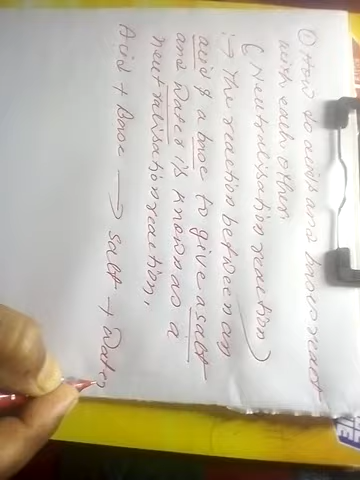 ① How do acids and bases react
with each other
(Neutralisation reaction)
:→ The reaction between an
acid & a base to give a salt
and water is known as a
neutralisation reaction,
Acid + Base → Salt + Water